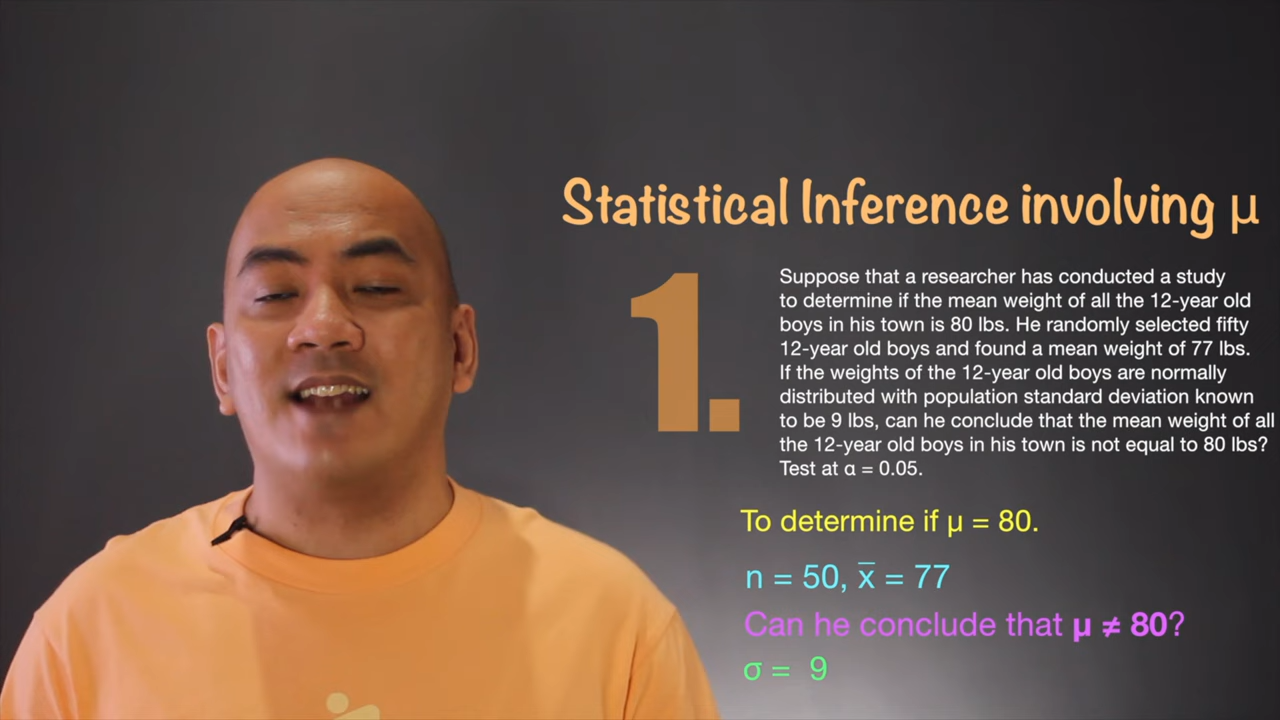 Statistical Inference involving μ
1.
Suppose that a researcher has conducted a study
to determine if the mean weight of all the 12-year old
boys in his town is 80 lbs. He randomly selected fifty
12-year old boys and found a mean weight of 77 lbs.
If the weights of the 12-year old boys are normally
distributed with population standard deviation known
to be 9 lbs, can he conclude that the mean weight of all
the 12-year old boys in his town is not equal to 80 lbs?
Test at α = 0.05.
To determine if μ = 80.
n = 50, x̅ = 77
Can he conclude that μ ≠ 80?
σ = 9